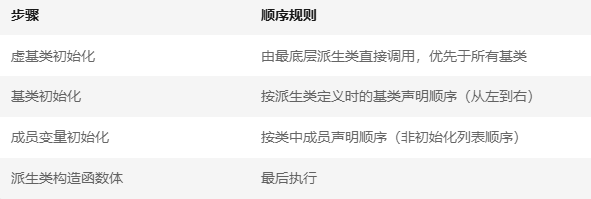 步骤 顺序规则
虚基类初始化 由最底层派生类直接调用，优先于所有基类
基类初始化 按派生类定义时的基类声明顺序（从左到右）
成员变量初始化 按类中成员声明顺序（非初始化列表顺序）
派生类构造函数体 最后执行